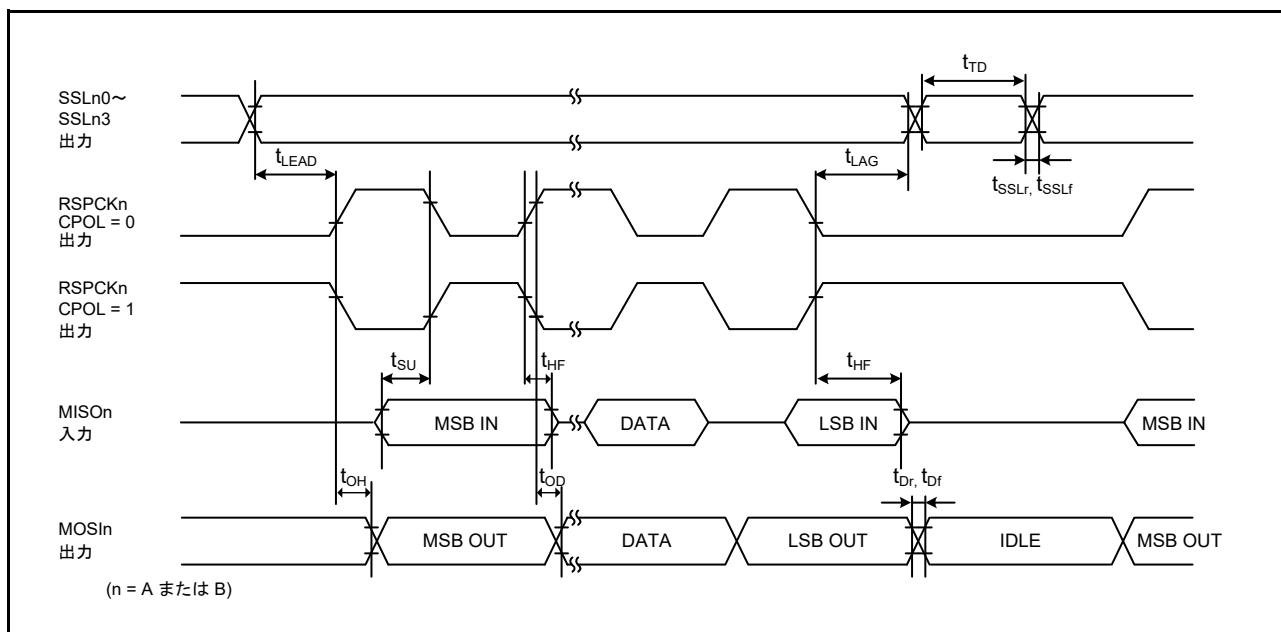 tTD
SSLn0～
SSLn3
出力
tLEAD
tLAG
tSSLr, tSSLf
RSPCKn
CPOL = 0
出力
RSPCKn
CPOL = 1
出力
tSU
tHF
tHF
MISOn
入力
MSB IN
DATA
LSB IN
MSB IN
tOH
tOD
tDr, tDf
MOSIn
出力
MSB OUT
DATA
LSB OUT
IDLE
MSB OUT
(n = A または B)